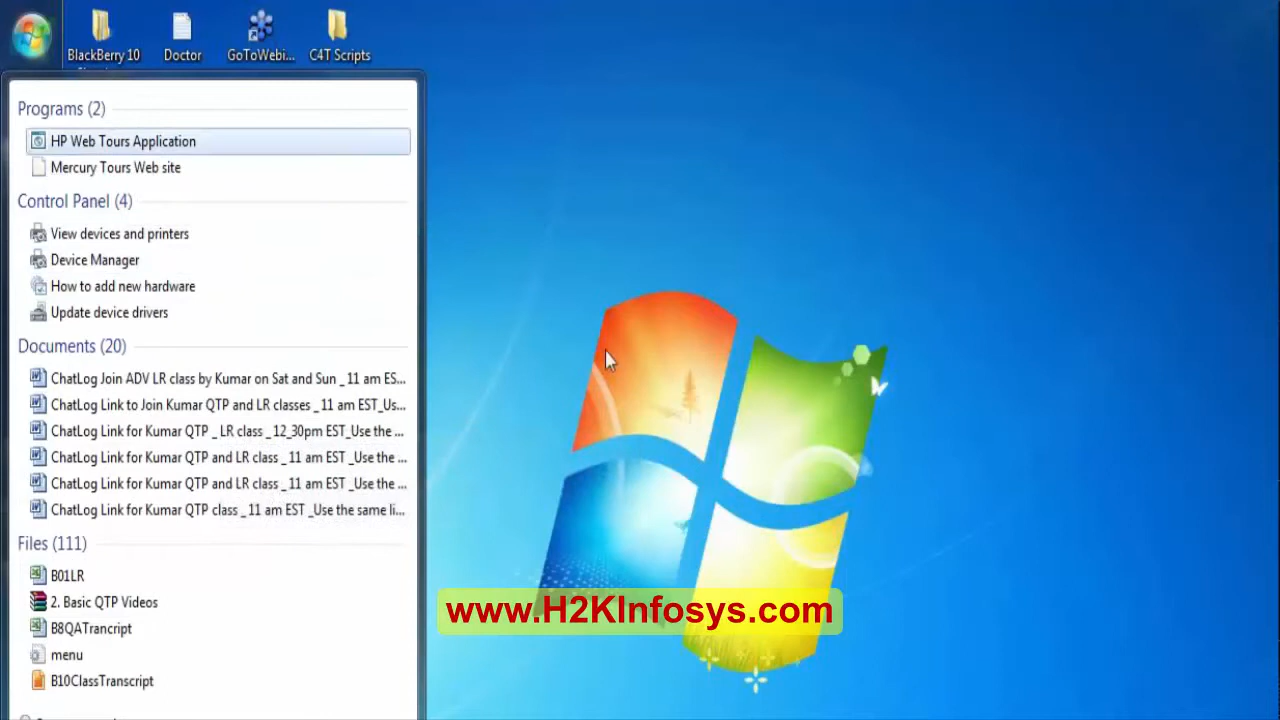 BlackBerry 10
Doctor
GoToWebi...
C4T Scripts
Programs (2)
HP Web Tours Application
Mercury Tours Web site
Control Panel (4)
View devices and printers
Device Manager
How to add new hardware
Update device drivers
Documents (20)
ChatLog Join ADV LR class by Kumar on Sat and Sun _ 11 am ES...
ChatLog Link to Join Kumar QTP and LR classes _ 11 am EST_Us...
ChatLog Link for Kumar QTP _ LR class _ 12_30pm EST_Use the ...
ChatLog Link for Kumar QTP and LR class _ 11 am EST _Use the ...
ChatLog Link for Kumar QTP and LR class _ 11 am EST _Use the ...
ChatLog Link for Kumar QTP class _ 11 am EST _Use the same li...
Files (111)
B01LR
2. Basic QTP Videos
B8QATrancript
menu
B10ClassTranscript
www.H2KInfosys.com